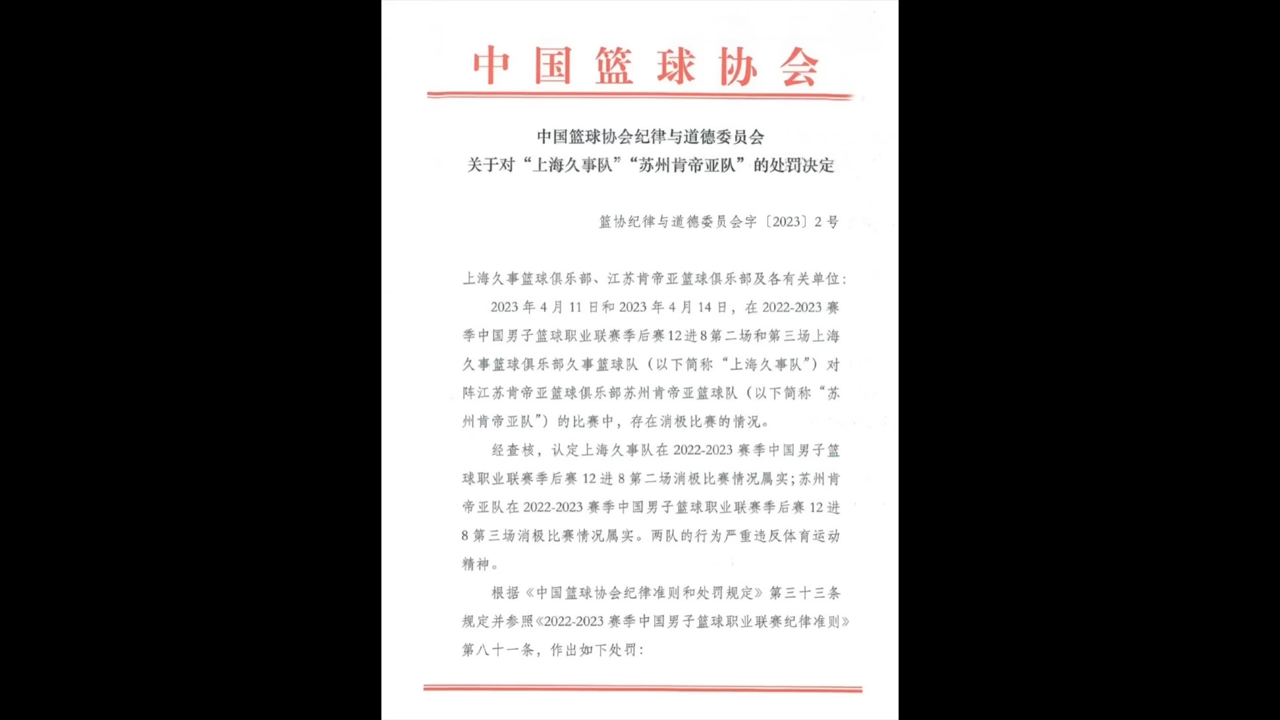 中国篮球协会
中国篮球协会纪律与道德委员会
关于对“上海久事队”“苏州肯帝亚队”的处罚决定
篮协纪律与道德委员会字〔2023〕2号
上海久事篮球俱乐部、江苏肯帝亚篮球俱乐部及各有关单位：
2023年4月11日和2023年4月14日，在2022-2023赛
季中国男子篮球职业联赛季后赛12进8第二场和第三场上海
久事篮球俱乐部久事篮球队（以下简称“上海久事队”）对
阵江苏肯帝亚篮球俱乐部苏州肯帝亚篮球队（以下简称“苏
州肯帝亚队”）的比赛中，存在消极比赛的情况。
经查核，认定上海久事队在2022-2023赛季中国男子篮
球职业联赛季后赛12进8第二场消极比赛情况属实；苏州肯
帝亚队在2022-2023赛季中国男子篮球职业联赛季后赛12进
8第三场消极比赛情况属实。两队的行为严重违反体育运动
精神。
根据《中国篮球协会纪律准则和处罚规定》第三十三条
规定并参照《2022-2023赛季中国男子篮球职业联赛纪律准则》
第八十一条，作出如下处罚：